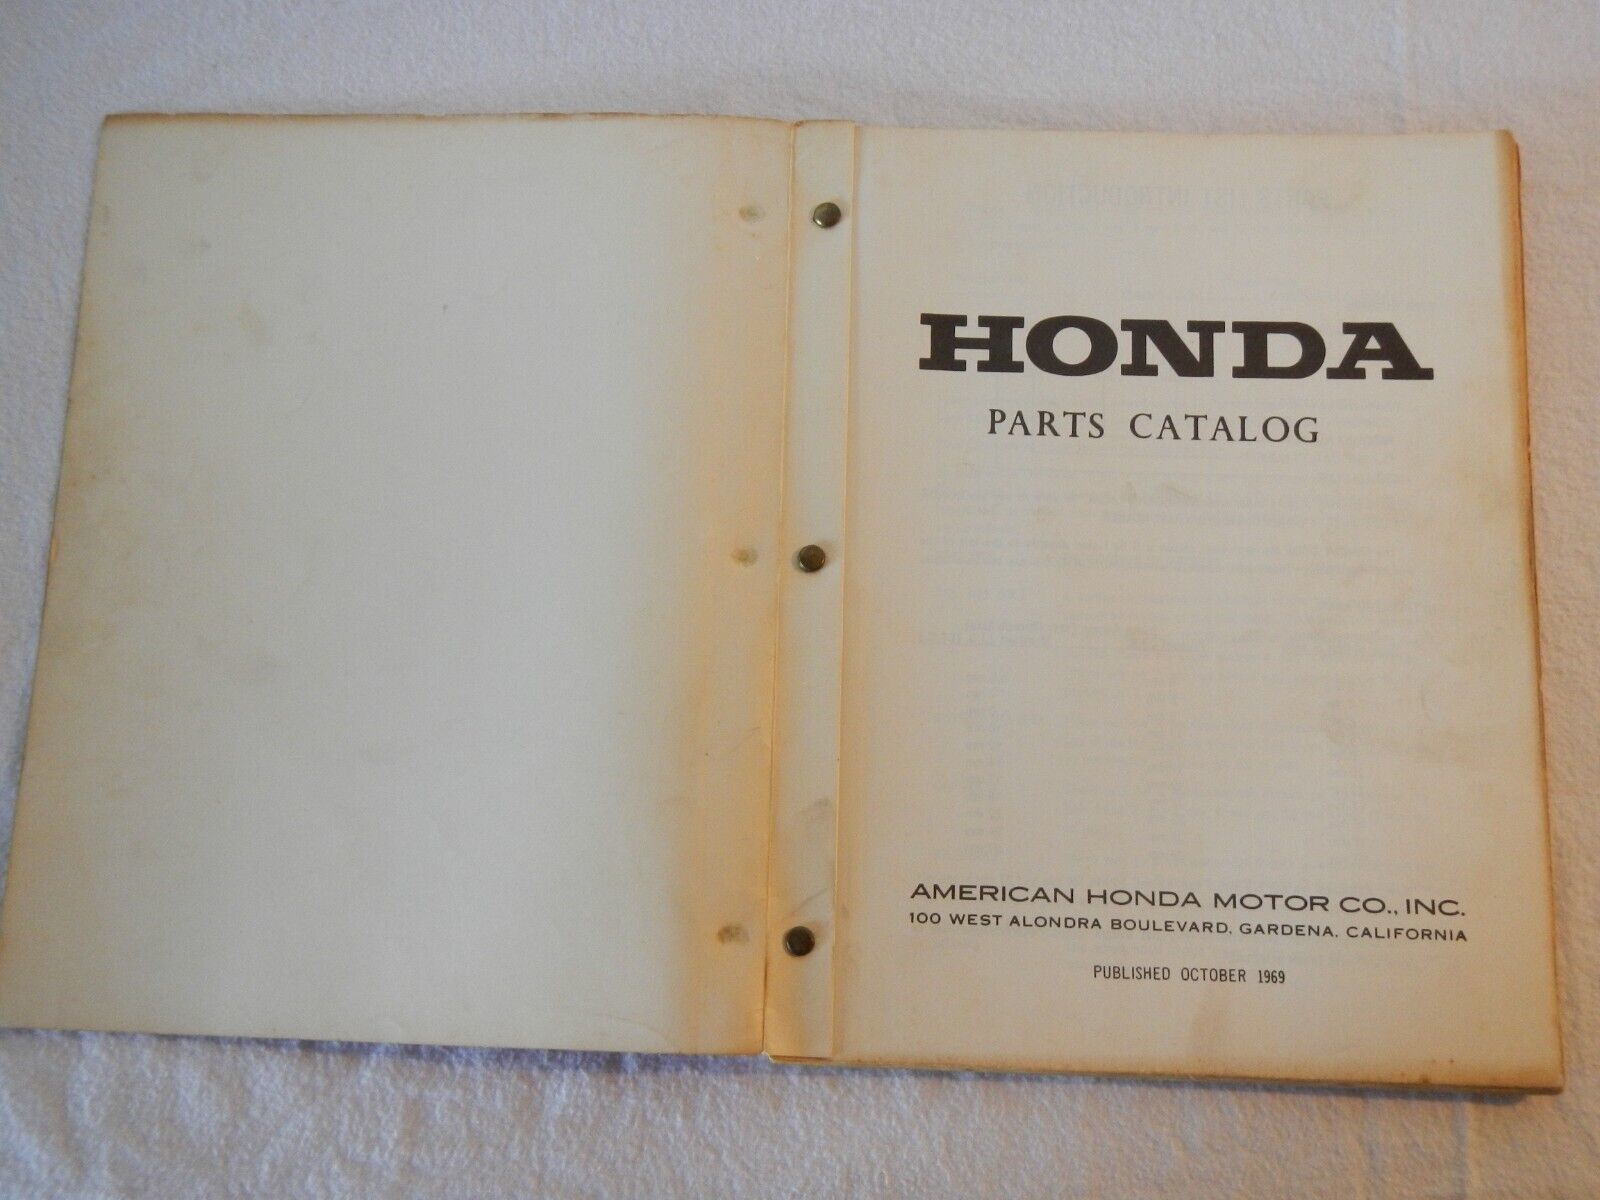 HONDA
PARTS CATALOG
AMERICAN HONDA MOTOR CO., INC.
100 WEST ALONDRA BOULEVARD, GARDENA, CALIFORNIA
PUBLISHED OCTOBER 1969